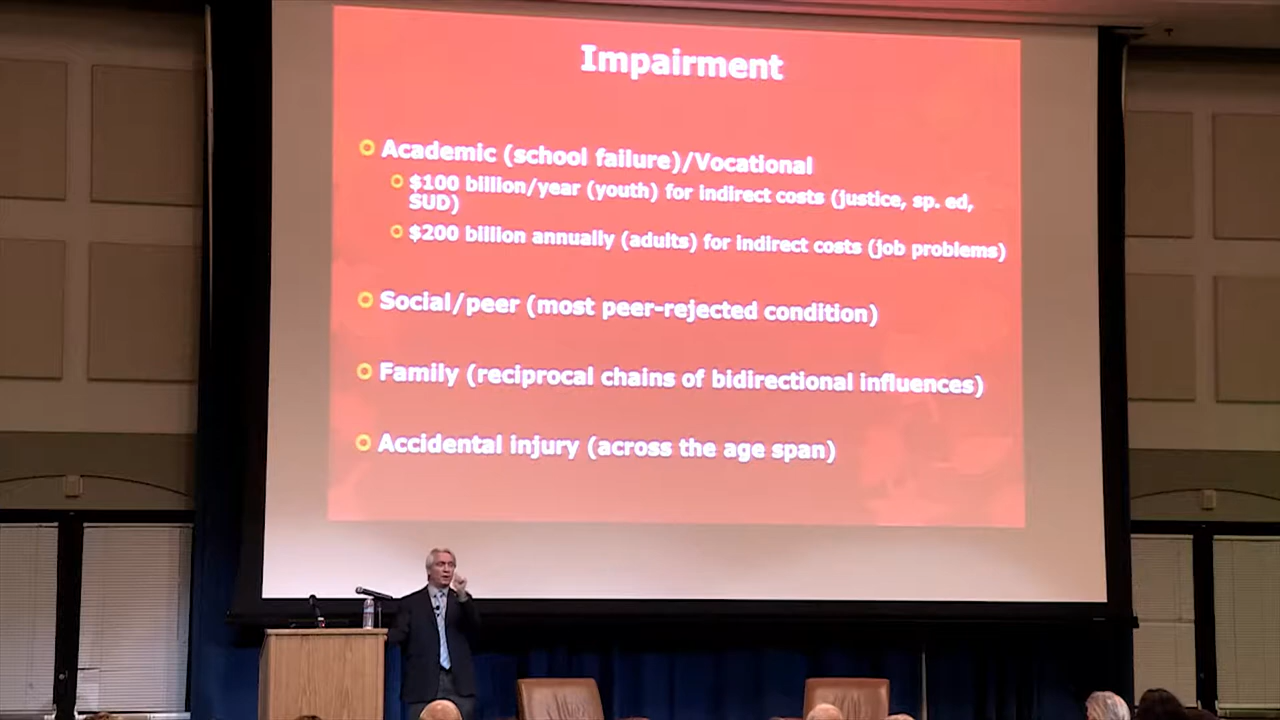 Impairment
Academic (school failure)/Vocational
$100 billion/year (youth) for indirect costs (justice, sp. ed,
SUD)
$200 billion annually (adults) for indirect costs (job problems)
Social/peer (most peer-rejected condition)
Family (reciprocal chains of bidirectional influences)
Accidental injury (across the age span)